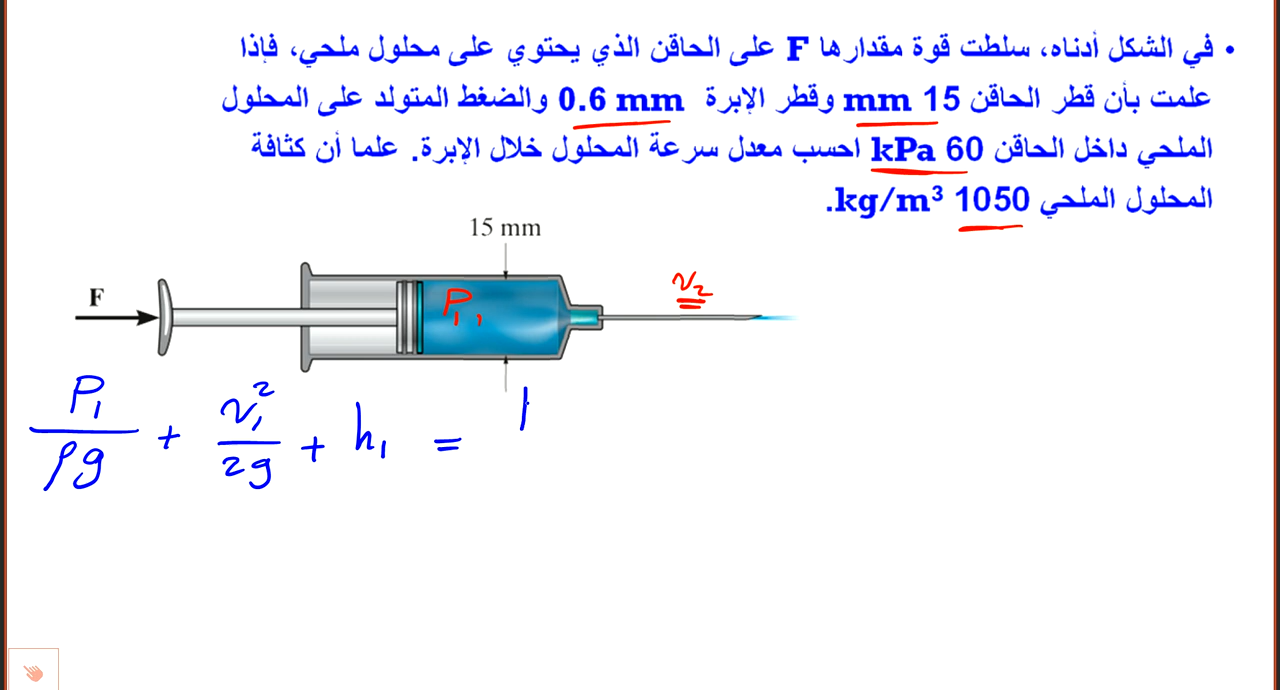 • في الشكل أدناه، سلطت قوة مقدارها F على الحاقن الذي يحتوي على محلول ملحي، فإذا
علمت بأن قطر الحاقن 15 mm وقطر الإبرة 0.6 mm والضغط المتولد على المحلول
الملحي داخل الحاقن 60 kPa احسب معدل سرعة المحلول خلال الإبرة. علما أن كثافة
المحلول الملحي 1050 kg/m³.
15 mm
F
P₁,
v₂
P₁/ρg + v₁²/2g + h₁ =